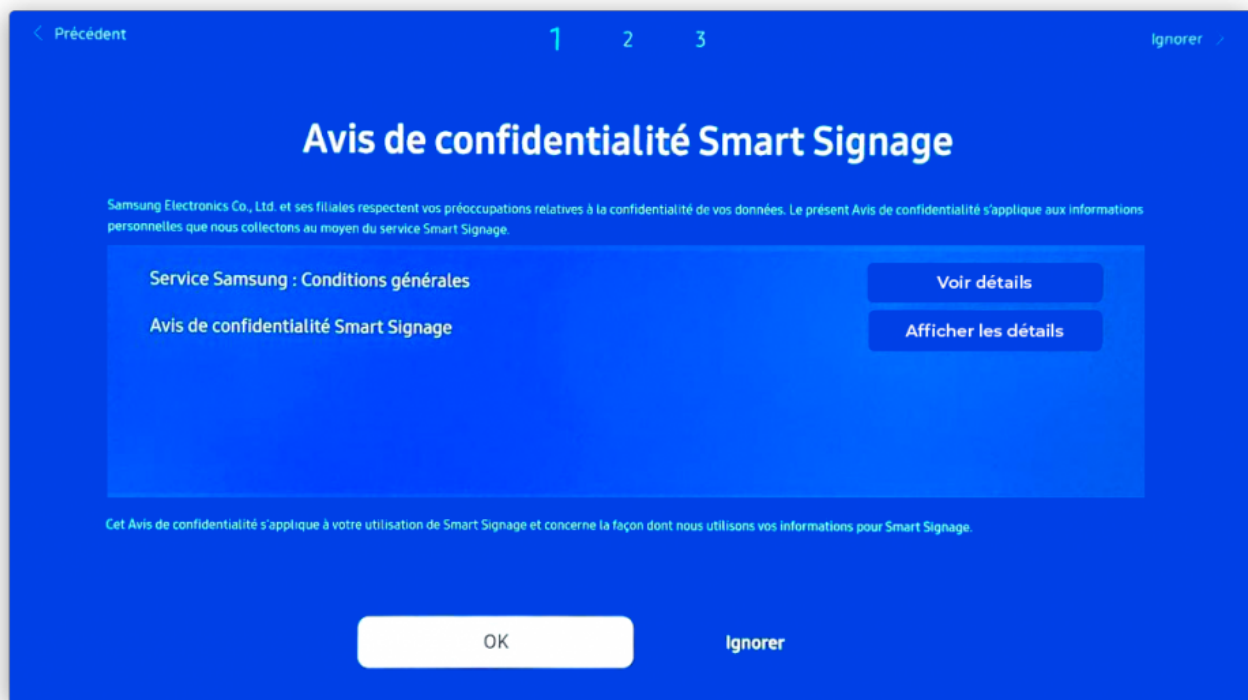 Précédent
1 2 3
Ignorer
Avis de confidentialité Smart Signage
Samsung Electronics Co., Ltd. et ses filiales respectent vos préoccupations relatives à la confidentialité de vos données. Le présent Avis de confidentialité s'applique aux informations
personnelles que nous collectons au moyen du service Smart Signage.
Service Samsung : Conditions générales
Voir détails
Avis de confidentialité Smart Signage
Afficher les détails
Cet Avis de confidentialité s'applique à votre utilisation de Smart Signage et concerne la façon dont nous utilisons vos informations pour Smart Signage.
OK
Ignorer